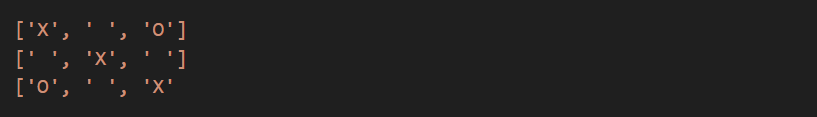 ['X', ' ', 'O']
[' ', 'X', ' ']
['O', ' ', 'X'